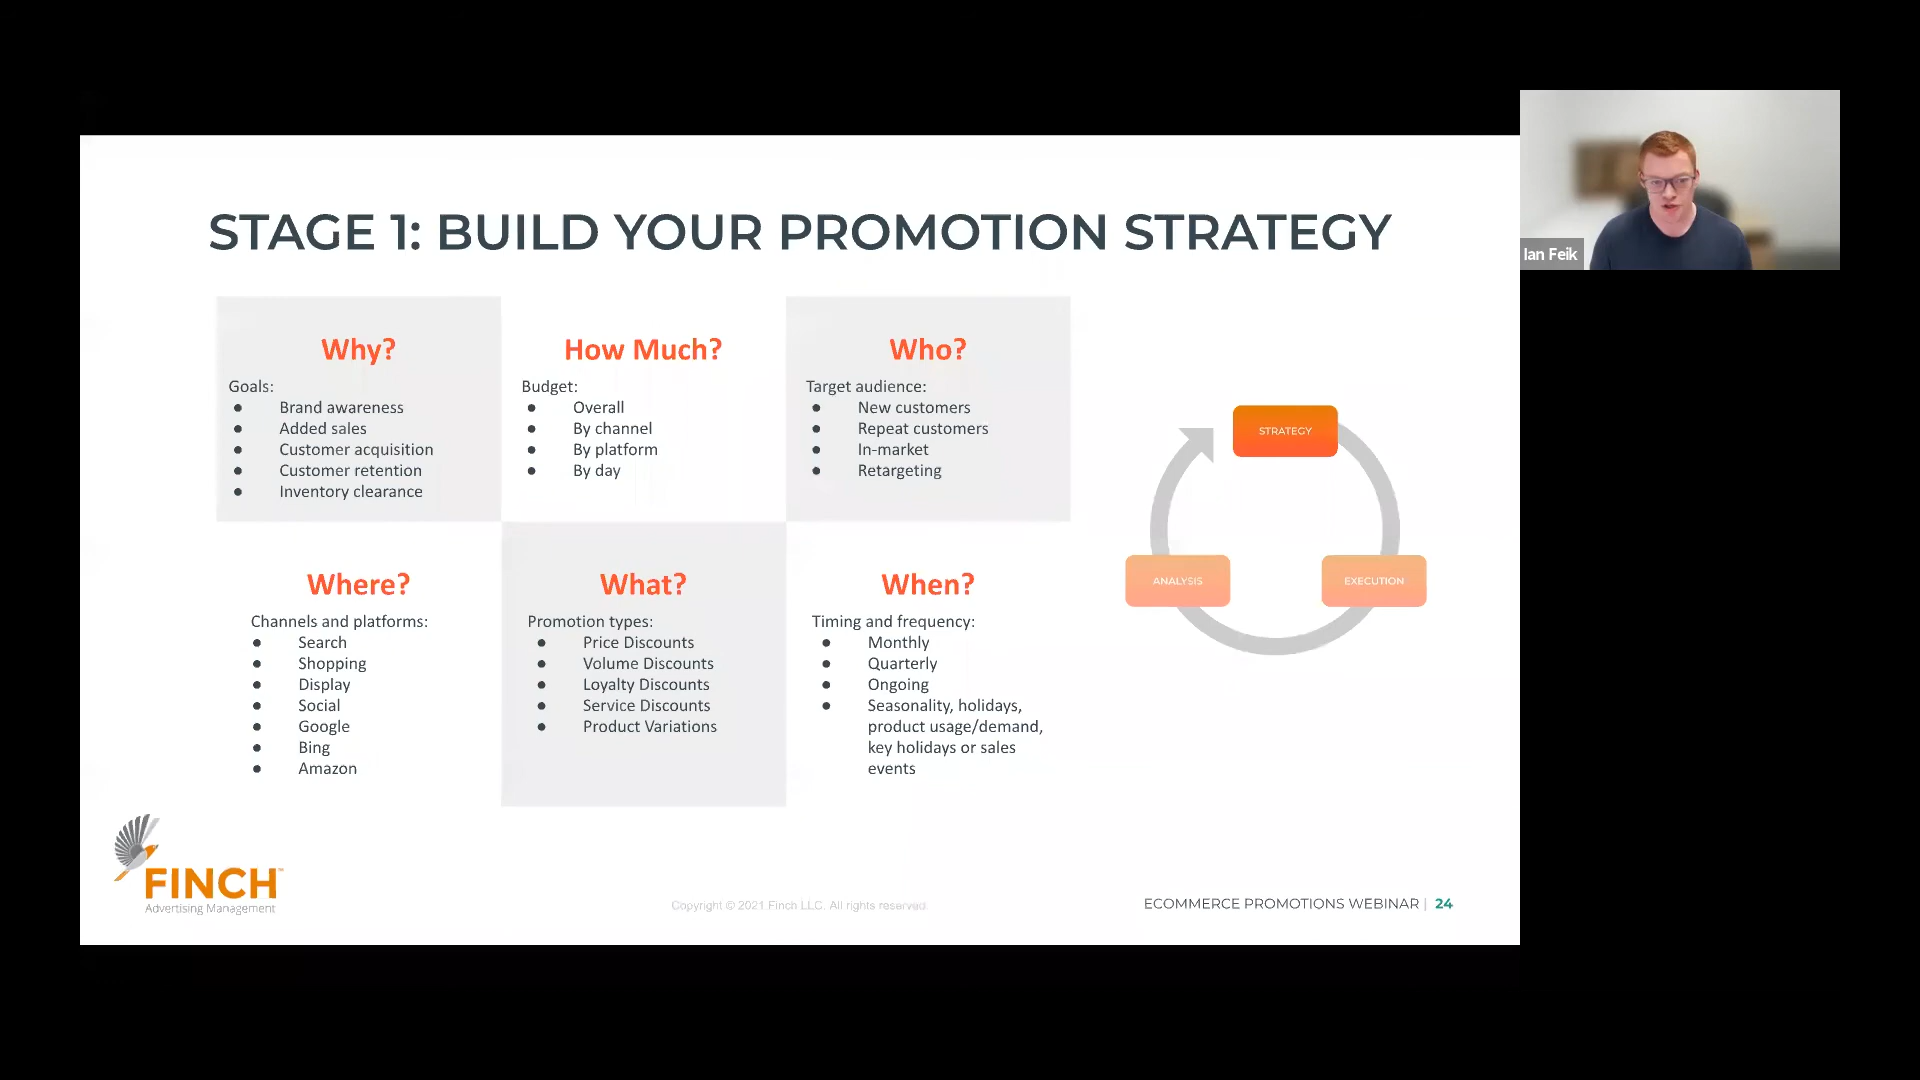 STAGE 1: BUILD YOUR PROMOTION STRATEGY
Ian Feik
Why?
Goals:
● Brand awareness
● Added sales
● Customer acquisition
● Customer retention
● Inventory clearance
How Much?
Budget:
● Overall
● By channel
● By platform
● By day
Who?
Target audience:
● New customers
● Repeat customers
● In-market
● Retargeting
Where?
Channels and platforms:
● Search
● Shopping
● Display
● Social
● Google
● Bing
● Amazon
What?
Promotion types:
● Price Discounts
● Volume Discounts
● Loyalty Discounts
● Service Discounts
● Product Variations
When?
Timing and frequency:
● Monthly
● Quarterly
● Ongoing
● Seasonality, holidays,
product usage/demand,
key holidays or sales
events
STRATEGY
ANALYSIS
EXECUTION
FINCH™
Advertising Management
Copyright © 2021 Finch LLC. All rights reserved.
ECOMMERCE PROMOTIONS WEBINAR | 24